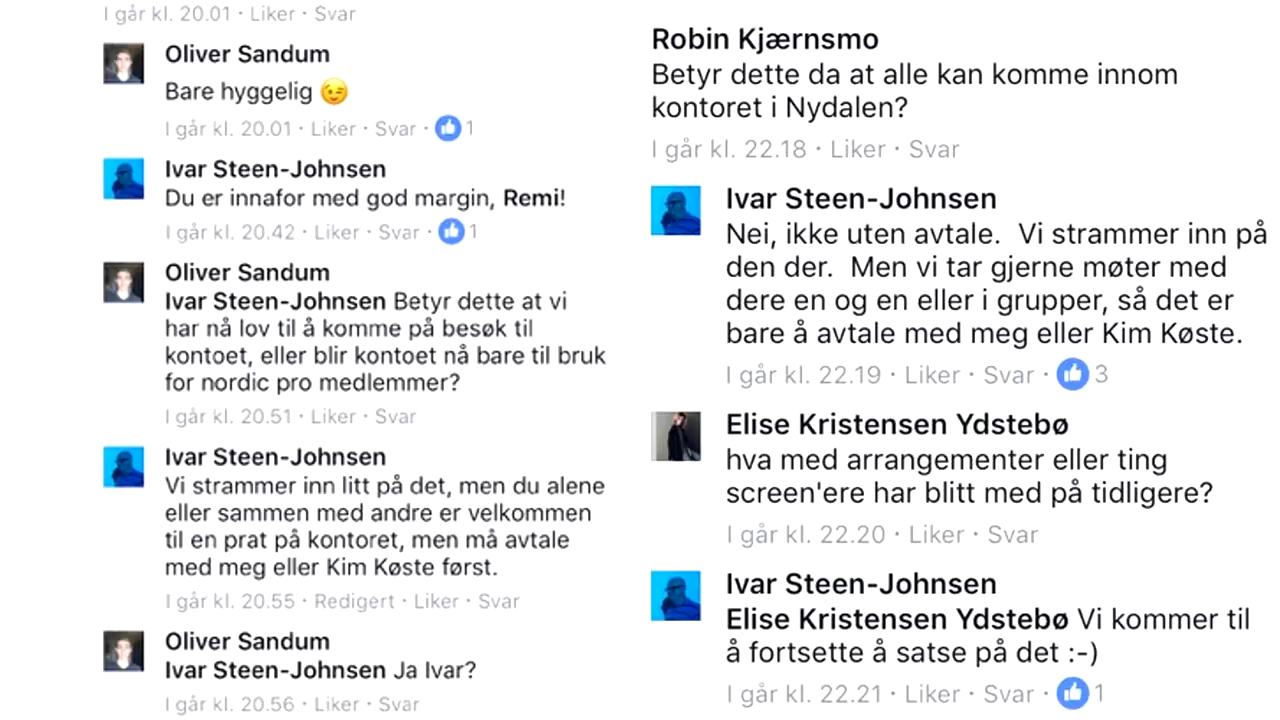 I går kl. 20.01 · Liker · Svar
Oliver Sandum
Bare hyggelig 😉
I går kl. 20.01 · Liker · Svar · 1
Ivar Steen-Johnsen
Du er innafor med god margin, Remi!
I går kl. 20.42 · Liker · Svar · 1
Oliver Sandum
Ivar Steen-Johnsen Betyr dette at vi
har nå lov til å komme på besøk til
kontoet, eller blir kontoet nå bare til bruk
for nordic pro medlemmer?
I går kl. 20.51 · Liker · Svar
Ivar Steen-Johnsen
Vi strammer inn litt på det, men du alene
eller sammen med andre er velkommen
til en prat på kontoret, men må avtale
med meg eller Kim Køste først.
I går kl. 20.55 · Redigert · Liker · Svar
Oliver Sandum
Ivar Steen-Johnsen Ja Ivar?
I går kl. 20.56 · Liker · Svar
Robin Kjærnsmo
Betyr dette da at alle kan komme innom
kontoret i Nydalen?
I går kl. 22.18 · Liker · Svar
Ivar Steen-Johnsen
Nei, ikke uten avtale. Vi strammer inn på
den der. Men vi tar gjerne møter med
dere en og en eller i grupper, så det er
bare å avtale med meg eller Kim Køste.
I går kl. 22.19 · Liker · Svar · 3
Elise Kristensen Ydstebø
hva med arrangementer eller ting
screen'ere har blitt med på tidligere?
I går kl. 22.20 · Liker · Svar
Ivar Steen-Johnsen
Elise Kristensen Ydstebø Vi kommer til
å fortsette å satse på det :-)
I går kl. 22.21 · Liker · Svar · 1